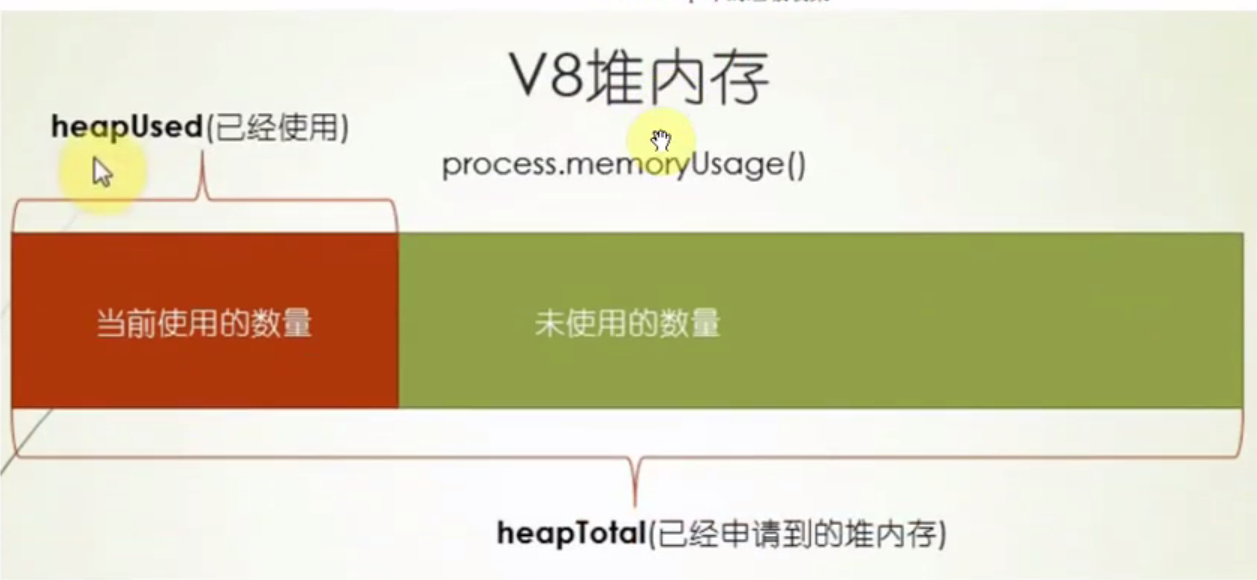 V8堆内存
heapUsed(已经使用)
process.memoryUsage()
当前使用的数量
未使用的数量
heapTotal(已经申请到的堆内存)